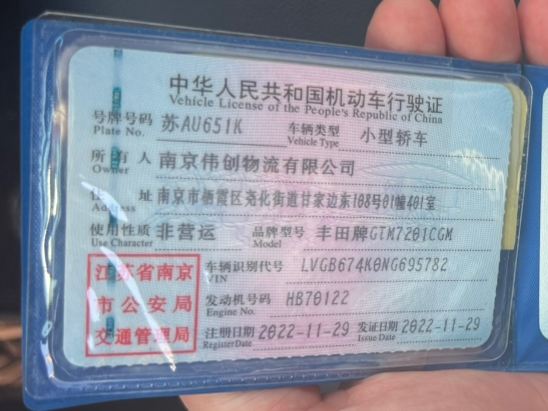 中华人民共和国机动车行驶证
Vehicle License of the People's Republic of China
号牌号码 苏AU651K 车辆类型 小型轿车
Plate No. Vehicle Type
所有人 南京伟创物流有限公司
Owner
住址 南京市栖霞区尧化街道甘家边东108号01幢401室
Address
使用性质 非营运 品牌型号 丰田牌GTM7201CGM
Use Character Model
江苏省南京
市公安局
交通管理局
车辆识别代号 LVGB674K0NG695782
VIN
发动机号码 HB70122
Engine No.
注册日期 2022-11-29 发证日期 2022-11-29
Register Date Issue Date